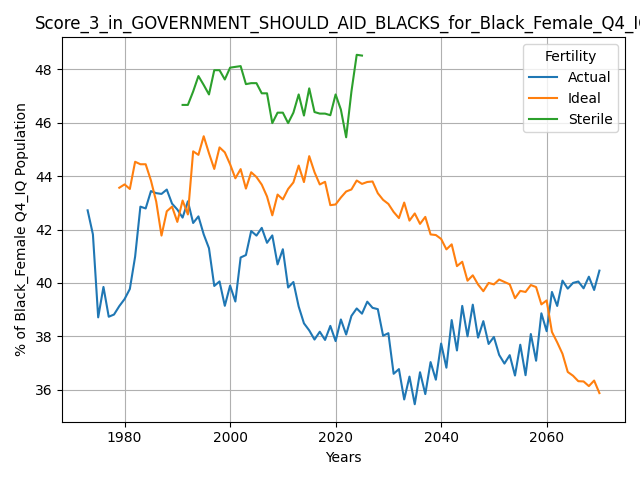 Score_3_in_GOVERNMENT_SHOULD_AID_BLACKS_for_Black_Female_Q4_IQ
% of Black_Female Q4_IQ Population
48
46
44
42
40
38
36
Fertility
Actual
Ideal
Sterile
1980
2000
2020
2040
2060
Years